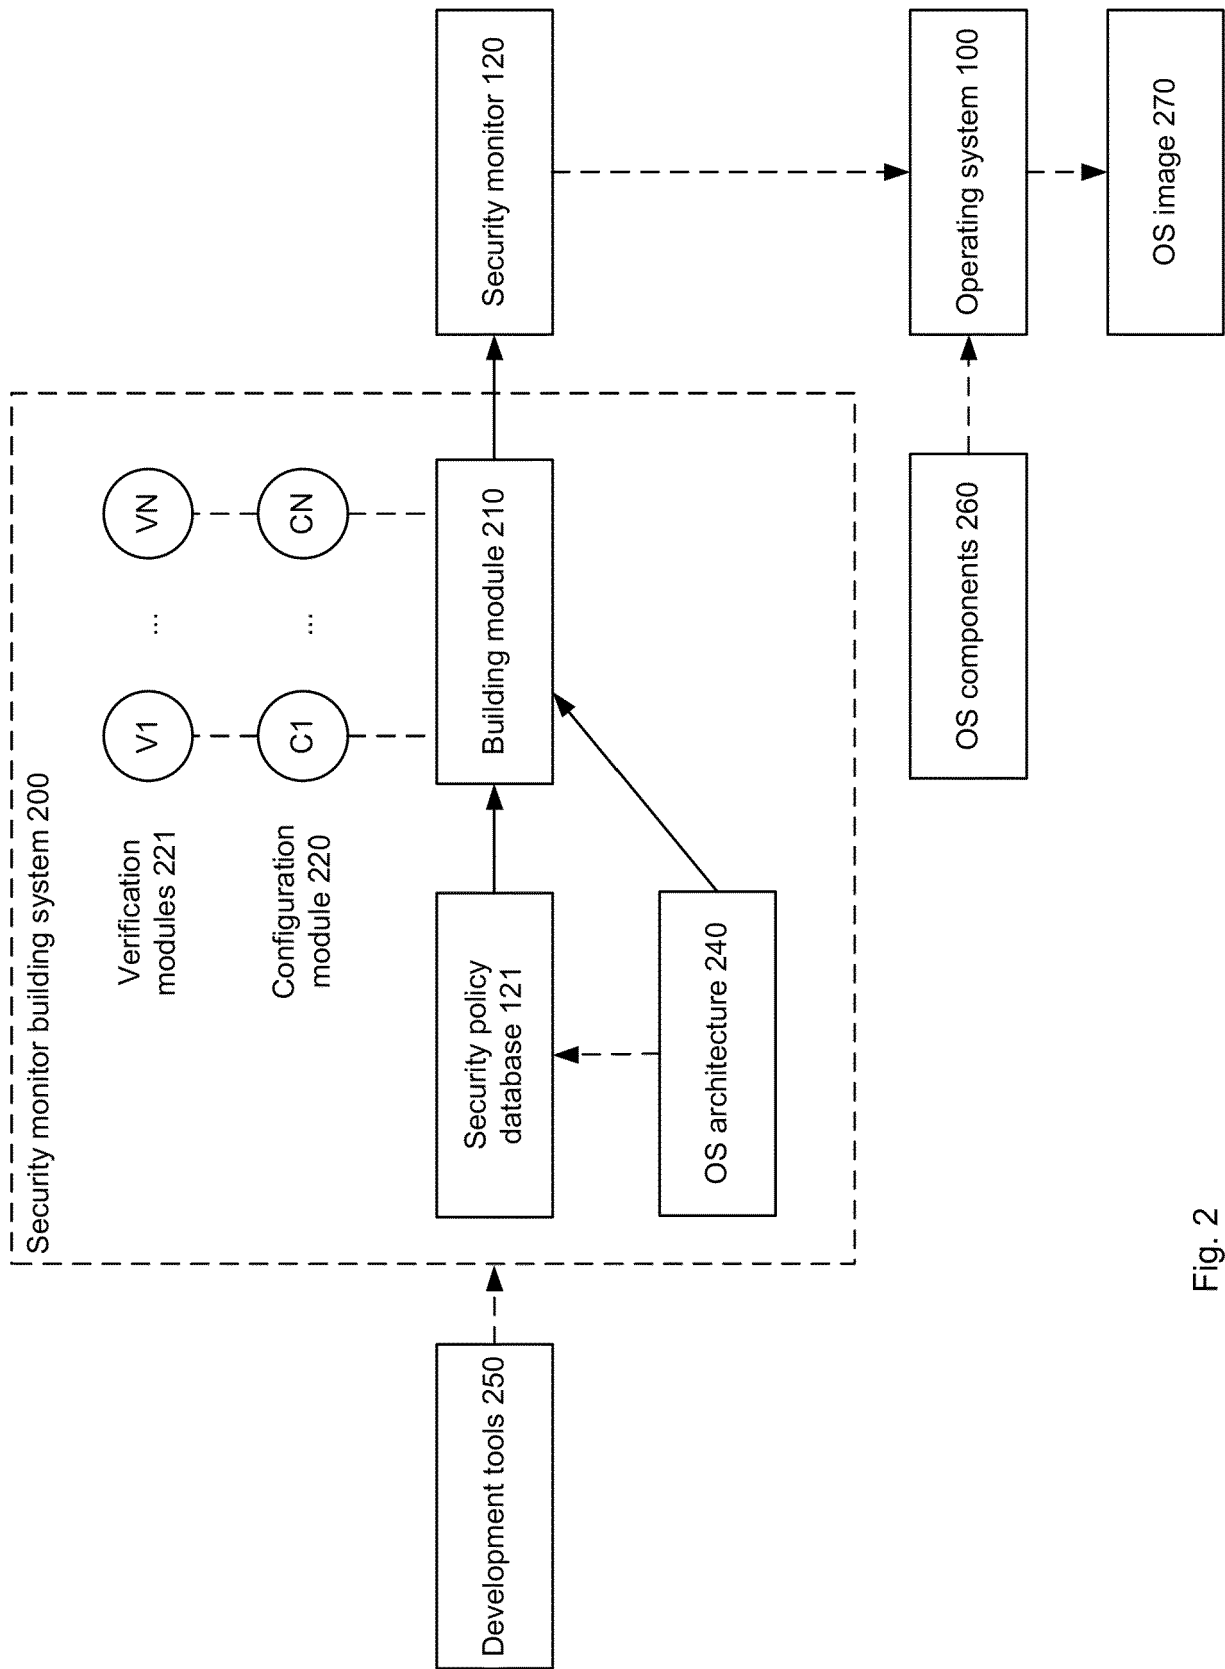 Security monitor building system 200
Verification
modules 221
V1
...
VN
Configuration
module 220
C1
...
CN
Development tools 250
Security policy
database 121
Building module 210
Security monitor 120
OS architecture 240
OS components 260
Operating system 100
OS image 270
Fig. 2